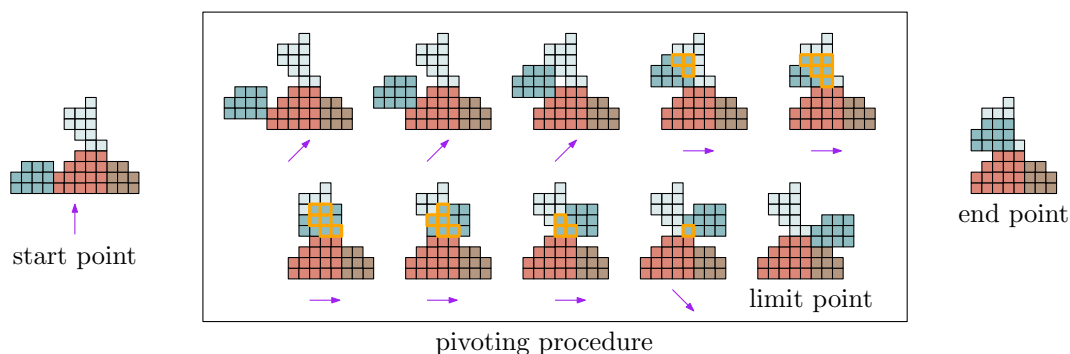 start point
limit point
end point
pivoting procedure